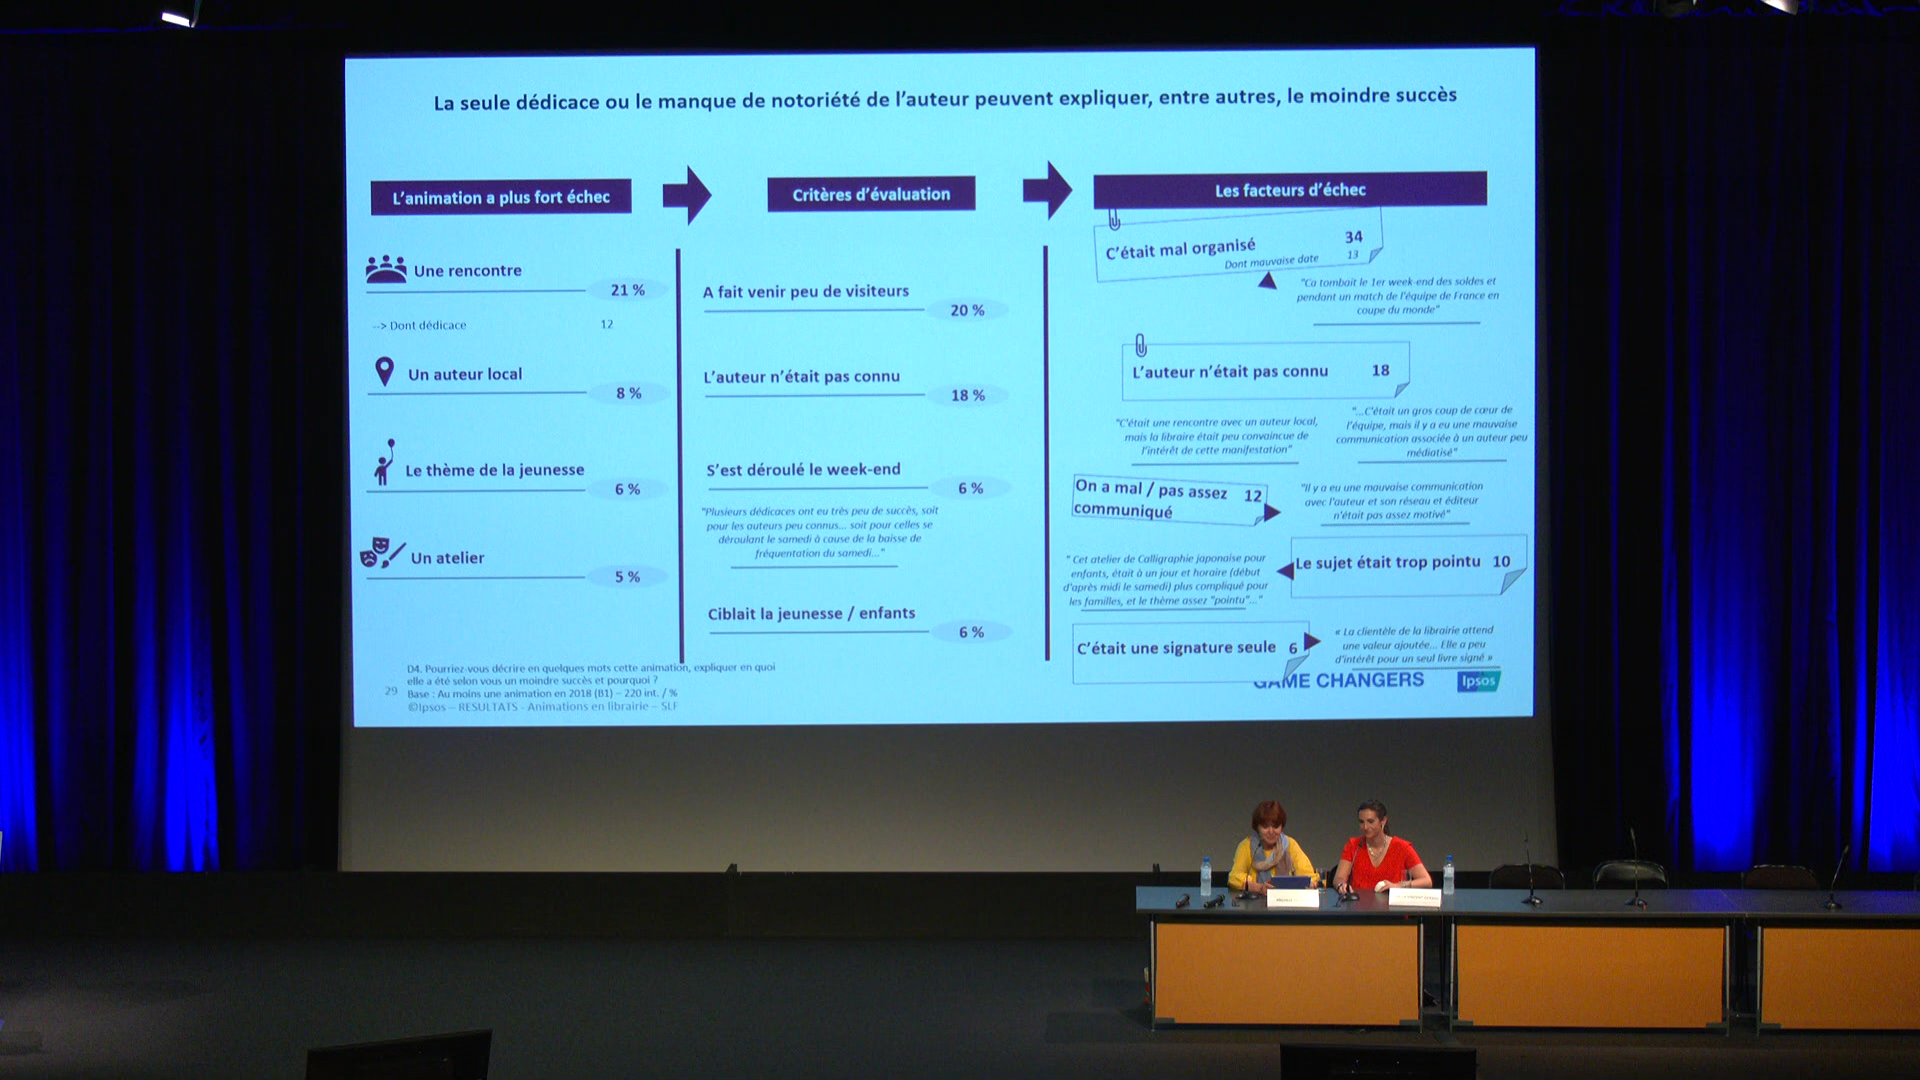 La seule dédicace ou le manque de notoriété de l'auteur peuvent expliquer, entre autres, le moindre succès
L'animation a plus fort échec
Une rencontre
21 %
--> Dont dédicace
12
Un auteur local
8 %
Le thème de la jeunesse
6 %
Un atelier
5 %
Critères d'évaluation
A fait venir peu de visiteurs
20 %
L'auteur n'était pas connu
18 %
S'est déroulé le week-end
6 %
"Plusieurs dédicaces ont eu très peu de succès, soit
pour les auteurs peu connus... soit pour celles se
déroulant le samedi à cause de la baisse de
fréquentation du samedi..."
Ciblait la jeunesse / enfants
6 %
Les facteurs d'échec
C'était mal organisé
34
Dont mauvaise date
13
"Ca tombait le 1er week-end des soldes et
pendant un match de l'équipe de France en
coupe du monde"
L'auteur n'était pas connu
18
"C'était une rencontre avec un auteur local,
mais la libraire était peu convaincue de
l'intérêt de cette manifestation"
"...C'était un gros coup de cœur de
l'équipe, mais il y a eu une mauvaise
communication associée à un auteur peu
médiatisé"
On a mal / pas assez
communiqué
12
"Il y a eu une mauvaise communication
avec l'auteur et son réseau et éditeur
n'était pas assez motivé"
" Cet atelier de Calligraphie japonaise pour
enfants, était à un jour et horaire (début
d'après midi le samedi) plus compliqué pour
les familles, et le thème assez "pointu"..."
Le sujet était trop pointu
10
C'était une signature seule
6
« La clientèle de la librairie attend
une valeur ajoutée... Elle a peu
d'intérêt pour un seul livre signé »
D4. Pourriez-vous décrire en quelques mots cette animation, expliquer en quoi
elle a été selon vous un moindre succès et pourquoi ?
Base : Au moins une animation en 2018 (B1) – 220 int. / %
©Ipsos – RESULTATS - Animations en librairie – SLF
29
GAME CHANGERS
Ipsos